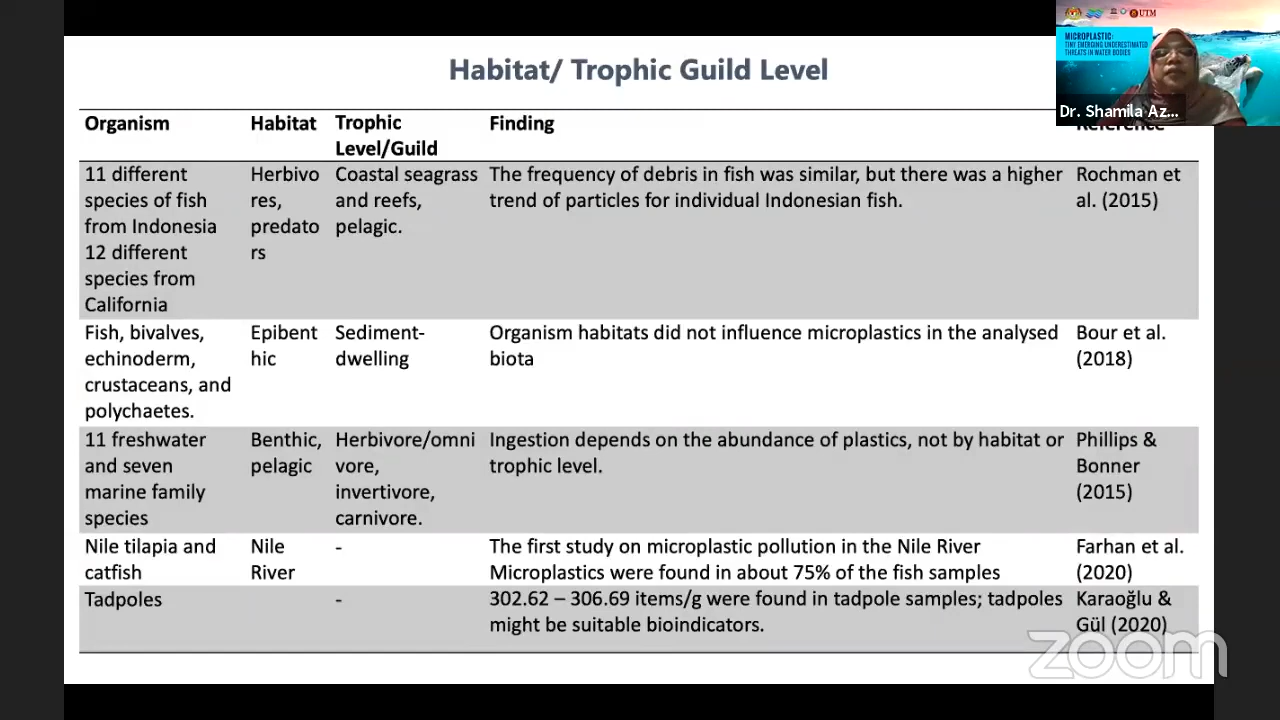 Habitat/ Trophic Guild Level
UTM
MICROPLASTIC:
TINY EMERGING UNDERESTIMATED
THREATS IN WATER BODIES
Dr. Shamila Az...
Organism Habitat Trophic Level/Guild Finding Reference
11 different Herbivo Coastal seagrass The frequency of debris in fish was similar, but there was a higher Rochman et
species of fish res, and reefs, trend of particles for individual Indonesian fish. al. (2015)
from Indonesia predato pelagic.
12 different rs
species from
California
Fish, bivalves, Epibent Sediment- Organism habitats did not influence microplastics in the analysed Bour et al.
echinoderm, hic dwelling biota (2018)
crustaceans, and
polychaetes.
11 freshwater Benthic, Herbivore/omni Ingestion depends on the abundance of plastics, not by habitat or Phillips &
and seven pelagic vore, trophic level. Bonner
marine family invertivore, (2015)
species carnivore.
Nile tilapia and Nile - The first study on microplastic pollution in the Nile River Farhan et al.
catfish River Microplastics were found in about 75% of the fish samples (2020)
Tadpoles - 302.62 – 306.69 items/g were found in tadpole samples; tadpoles Karaoğlu &
might be suitable bioindicators. Gül (2020)
zoom